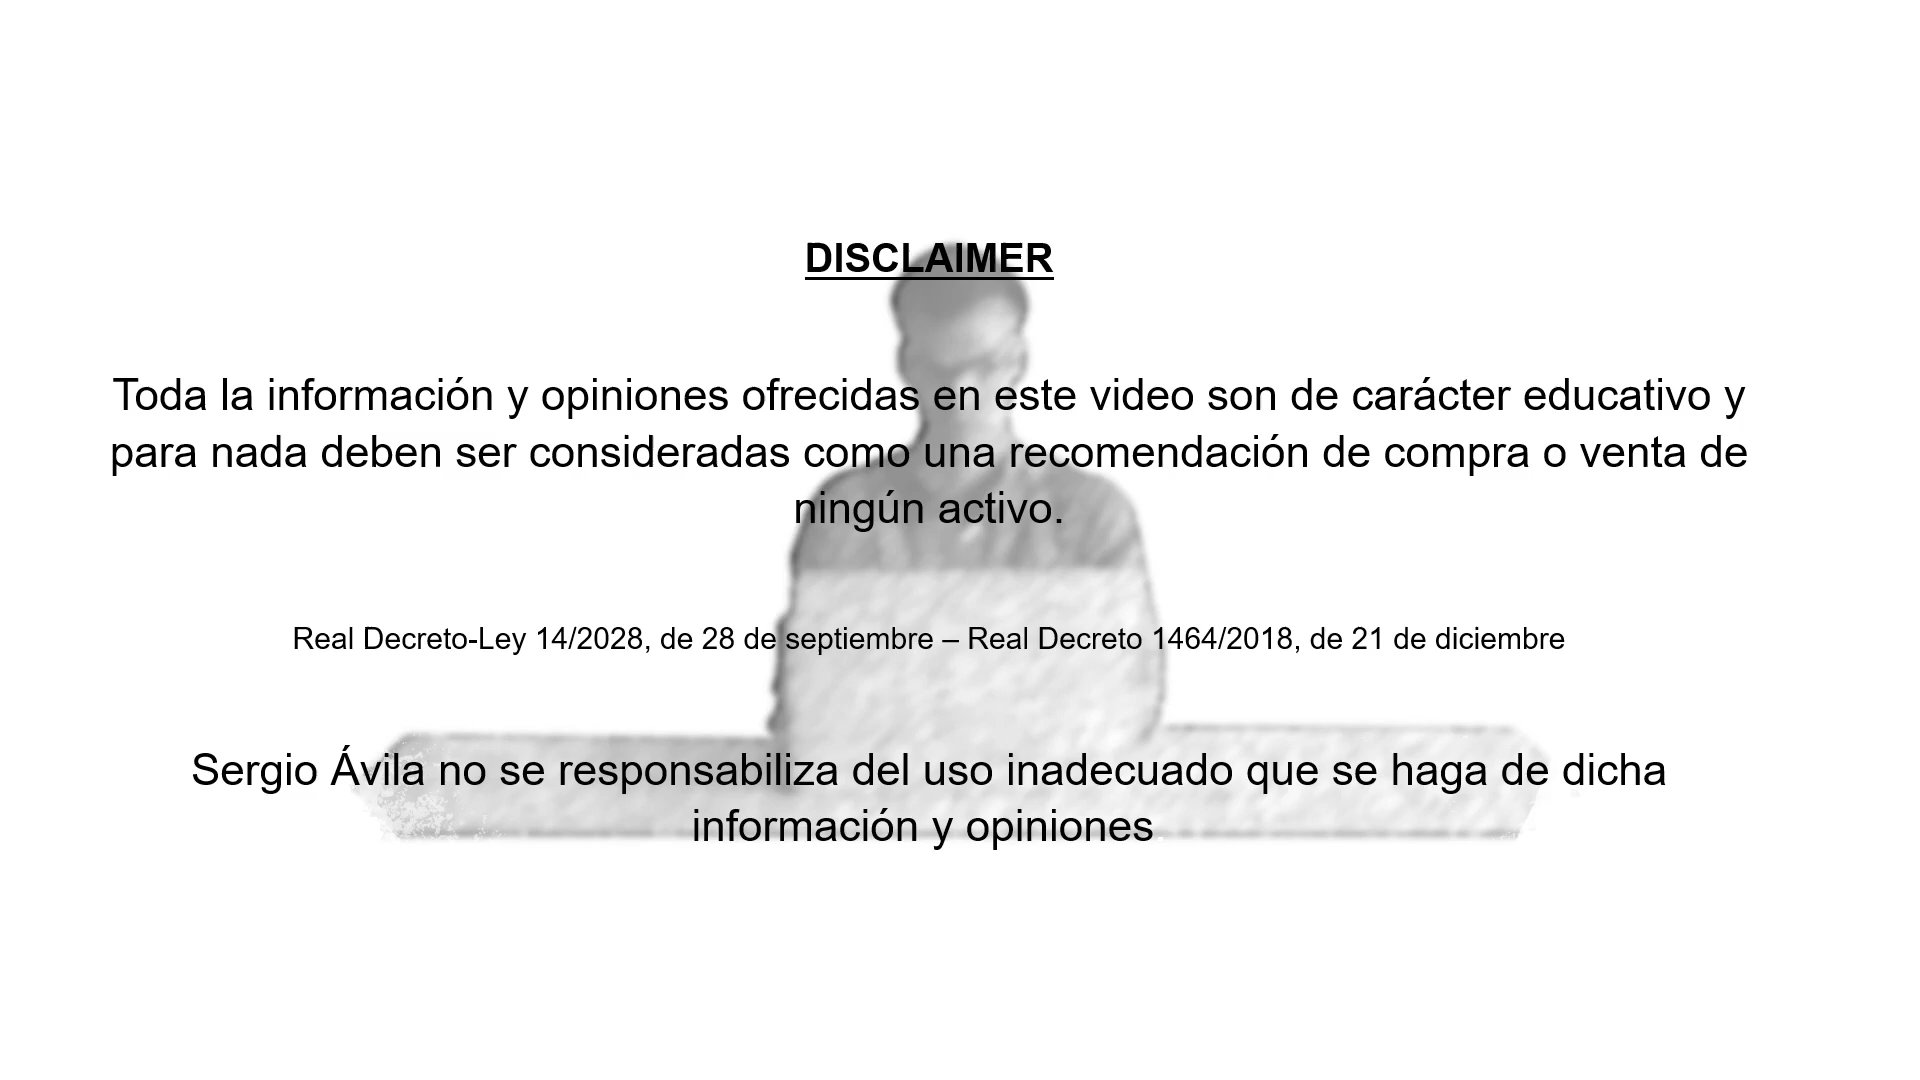 DISCLAIMER
Toda la información y opiniones ofrecidas en este video son de carácter educativo y
para nada deben ser consideradas como una recomendación de compra o venta de
ningún activo.
Real Decreto-Ley 14/2028, de 28 de septiembre – Real Decreto 1464/2018, de 21 de diciembre
Sergio Ávila no se responsabiliza del uso inadecuado que se haga de dicha
información y opiniones